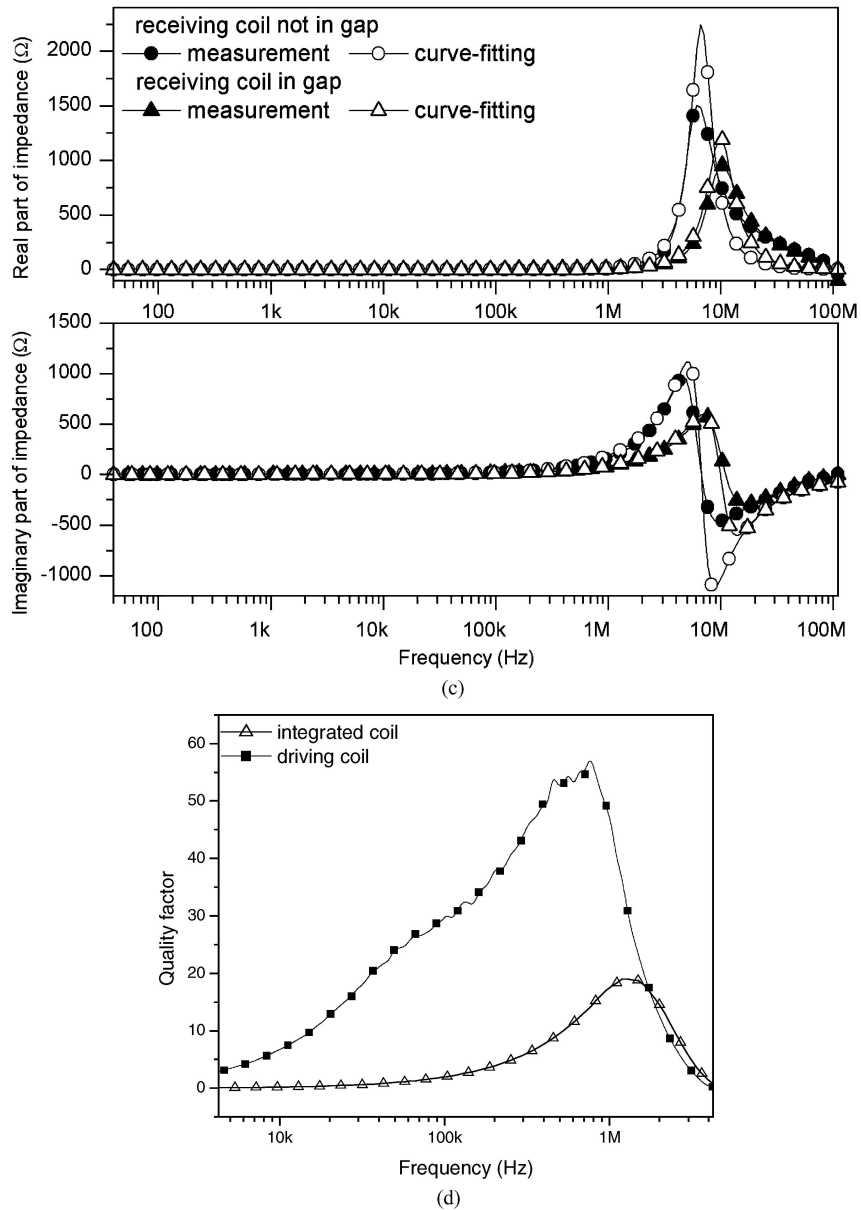 receiving coil not in gap
measurement curve-fitting
receiving coil in gap
measurement curve-fitting
Real part of impedance (Ω)
2000
1500
1000
500
0
100 1k 10k 100k 1M 10M 100M
Imaginary part of impedance (Ω)
1500
1000
500
0
-500
-1000
100 1k 10k 100k 1M 10M 100M
Frequency (Hz)
(c)
integrated coil
driving coil
Quality factor
60
50
40
30
20
10
0
10k 100k 1M
Frequency (Hz)
(d)